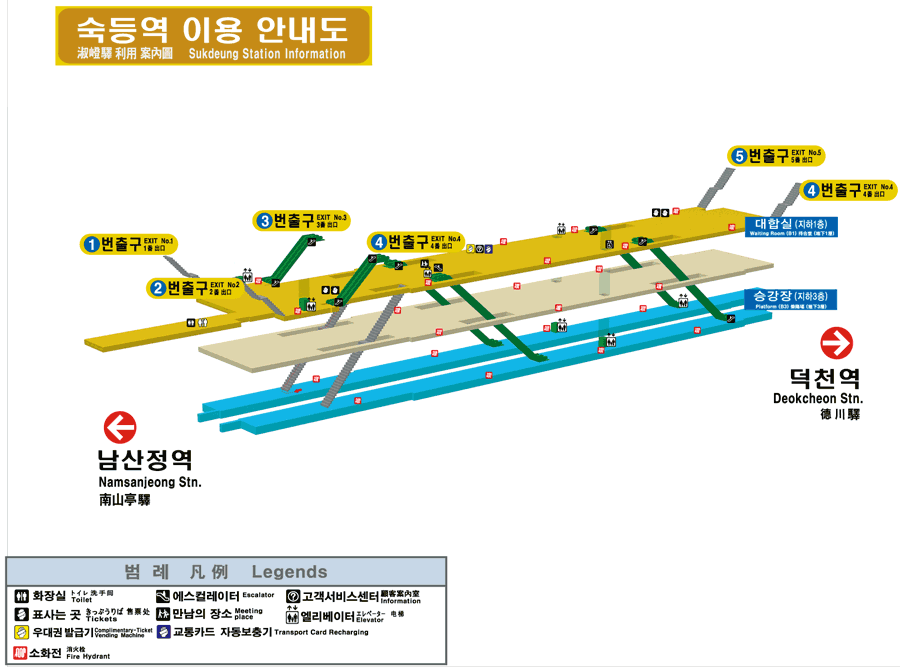 숙등역 이용 안내도
淑嶝驛 利用 案內圖 Sukdeung Station Information
5 번출구 EXIT No.5
5番 出口
4 번출구 EXIT No.4
4番 出口
3 번출구 EXIT No.3
3番 出口
대합실 (지하1층)
Waiting Room (B1) 待合室 (地下1層)
1 번출구 EXIT No.1
1番 出口
4 번출구 EXIT No.4
4番 出口
2 번출구 EXIT No.2
2番 出口
승강장 (지하3층)
Platform (B3) 乘降場 (地下3層)
덕천역
Deokcheon Stn.
德川驛
남산정역
Namsanjeong Stn.
南山亭驛
범례 凡例 Legends
화장실 トイレ 洗手间 Toilet
에스컬레이터 Escalator
고객서비스센터 顧客案內室 Information
표사는 곳 きっぷうりば 售票处 Tickets
만남의 장소 Meeting place
엘리베이터 エレベーター 电梯 Elevator
우대권 발급기 Complimentary-Ticket Vending Machine
교통카드 자동보충기 Transport Card Recharging
소화전 消火栓 Fire Hydrant